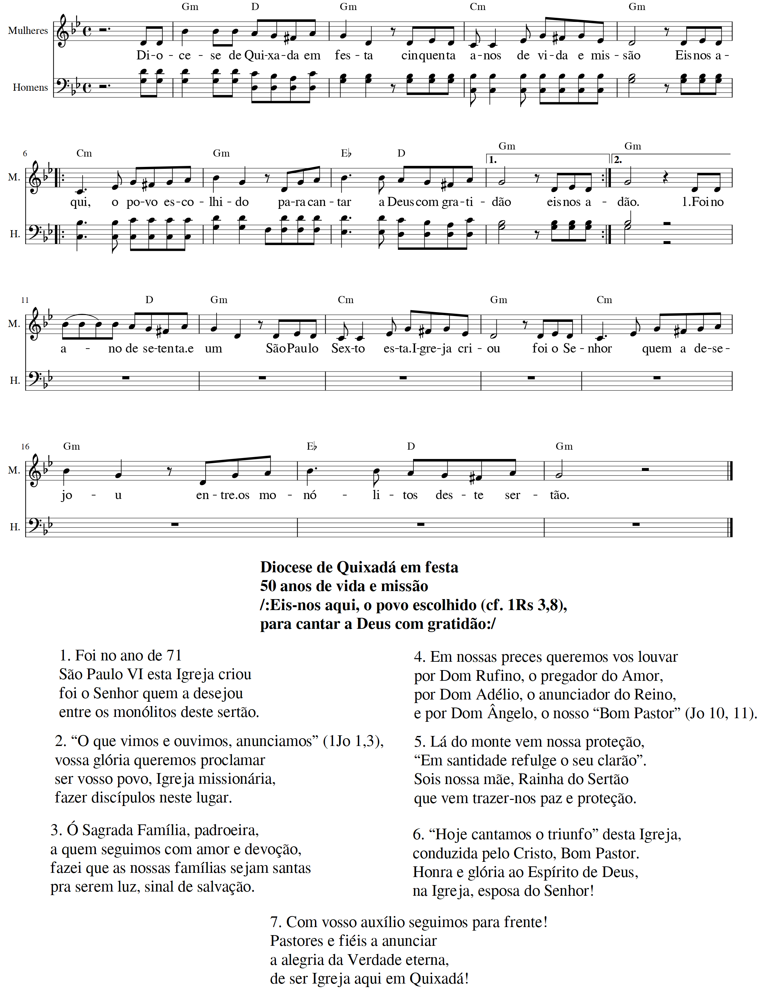 Gm D Gm Cm Gm
Mulheres
Di-o-ce-se de Qui-xa-da em fes-ta cinquenta a-nos de vi-da e mis-são Eis nos a-
Homens
6 Cm Gm E♭ D Gm Gm
1. 2.
M.
qui, o po-vo es-co-lhi-do pa-ra can-tar a Deus com gra-ti-dão eis nos a-dão. 1.Foi no
H.
11 D Gm Cm Gm Cm
M.
a-no de se-tenta.e um São Paulo Sex-to es-ta.I-gre-ja cri-ou foi o Se-nhor quem a de-se-
H.
16 Gm E♭ D Gm
M.
jo-u en-tre.os mo-nó-li-tos des-te ser-tão.
H.
Diocese de Quixadá em festa
50 anos de vida e missão
/:Eis-nos aqui, o povo escolhido (cf. 1Rs 3,8),
para cantar a Deus com gratidão:/
1. Foi no ano de 71
São Paulo VI esta Igreja criou
foi o Senhor quem a desejou
entre os monólitos deste sertão.
2. “O que vimos e ouvimos, anunciamos” (1Jo 1,3),
vossa glória queremos proclamar
ser vosso povo, Igreja missionária,
fazer discípulos neste lugar.
3. Ó Sagrada Família, padroeira,
a quem seguimos com amor e devoção,
fazei que as nossas famílias sejam santas
pra serem luz, sinal de salvação.
4. Em nossas preces queremos vos louvar
por Dom Rufino, o pregador do Amor,
por Dom Adélio, o anunciador do Reino,
e por Dom Ângelo, o nosso “Bom Pastor” (Jo 10, 11).
5. Lá do monte vem nossa proteção,
“Em santidade refulge o seu clarão”.
Sois nossa mãe, Rainha do Sertão
que vem trazer-nos paz e proteção.
6. “Hoje cantamos o triunfo” desta Igreja,
conduzida pelo Cristo, Bom Pastor.
Honra e glória ao Espírito de Deus,
na Igreja, esposa do Senhor!
7. Com vosso auxílio seguimos para frente!
Pastores e fiéis a anunciar
a alegria da Verdade eterna,
de ser Igreja aqui em Quixadá!